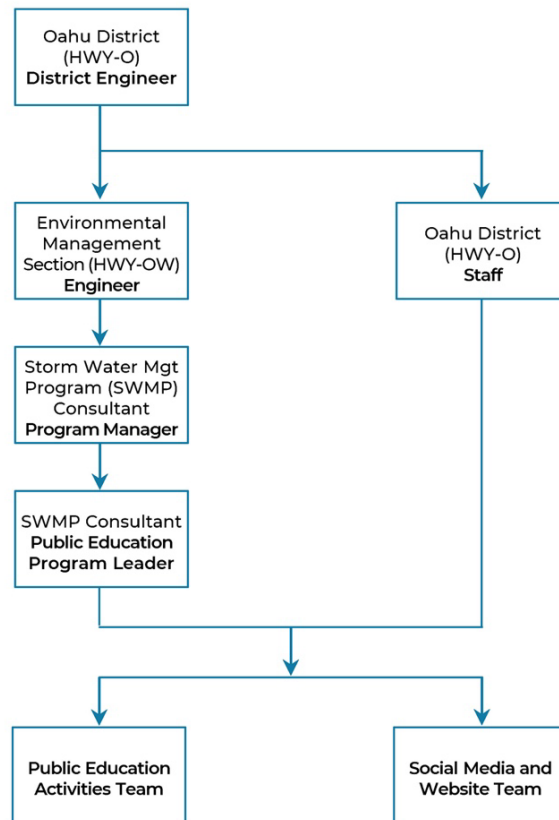 Oahu District
(HWY-O)
District Engineer
Environmental
Management
Section (HWY-OW)
Engineer
Oahu District
(HWY-O)
Staff
Storm Water Mgt
Program (SWMP)
Consultant
Program Manager
SWMP Consultant
Public Education
Program Leader
Public Education
Activities Team
Social Media and
Website Team